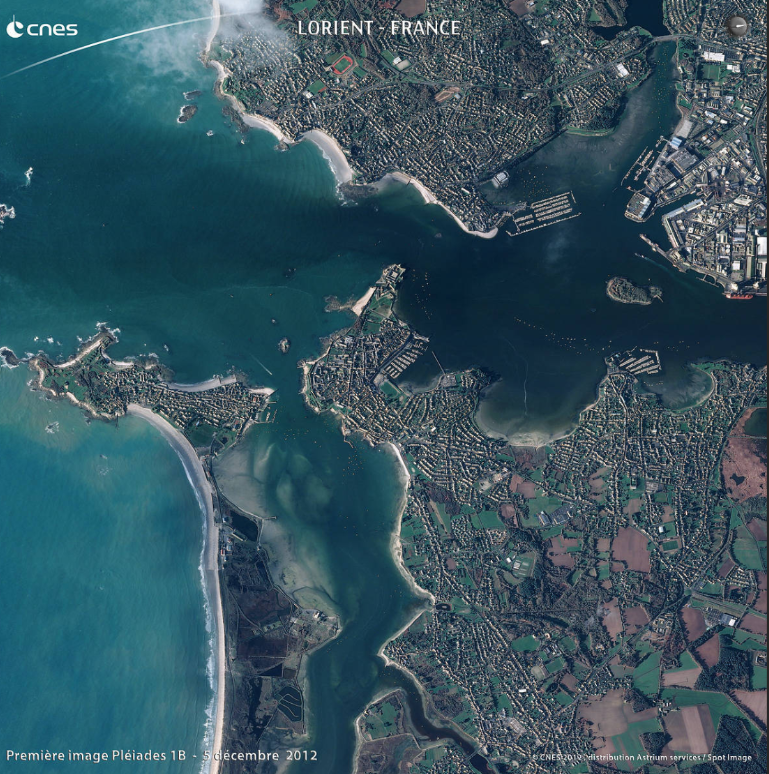 cnes
LORIENT - FRANCE
Première image Pléiades 1B - 5 décembre 2012
© CNES 2012, distribution Astrium services / Spot Image